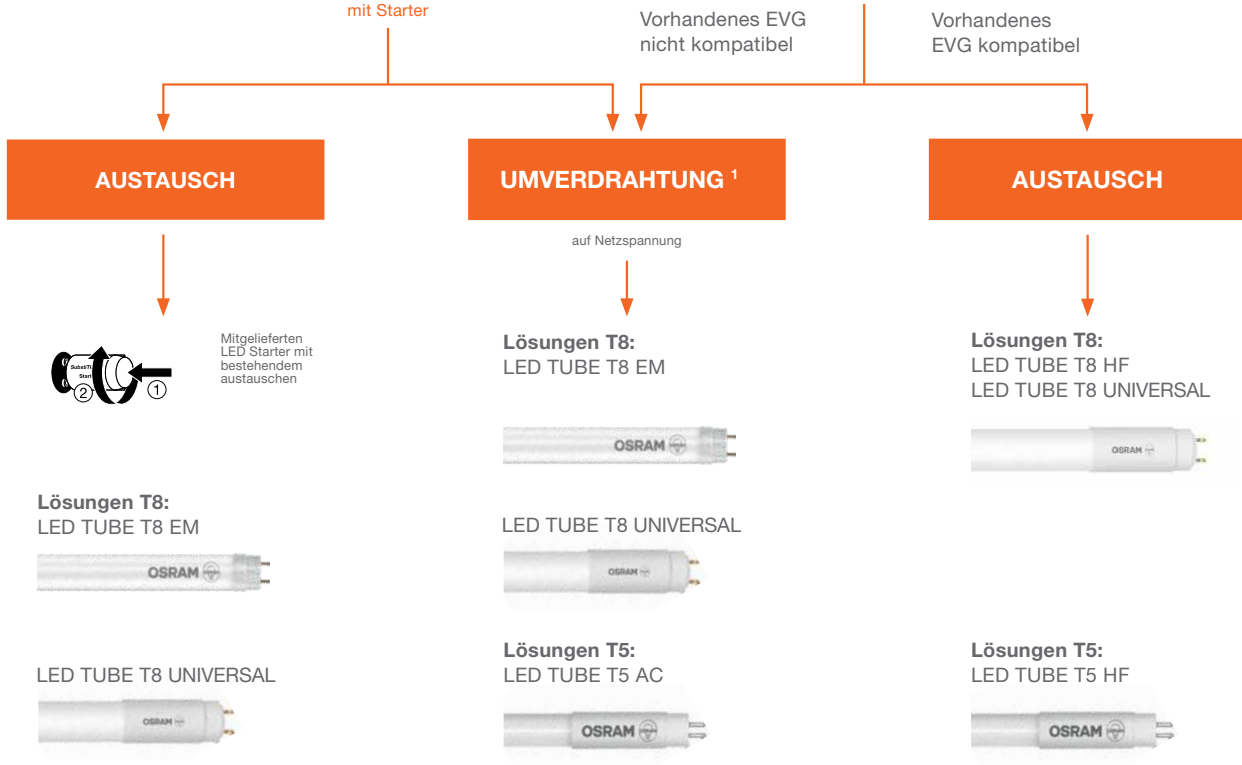 mit Starter
Vorhandenes EVG
nicht kompatibel
Vorhandenes
EVG kompatibel
AUSTAUSCH
UMVERDRAHTUNG ¹
AUSTAUSCH
auf Netzspannung
Mitgelieferten
LED Starter mit
bestehendem
austauschen
Start
2
1
Lösungen T8:
LED TUBE T8 EM
OSRAM
LED TUBE T8 UNIVERSAL
OSRAM
Lösungen T8:
LED TUBE T8 EM
OSRAM
LED TUBE T8 UNIVERSAL
OSRAM
Lösungen T5:
LED TUBE T5 AC
OSRAM
Lösungen T8:
LED TUBE T8 HF
LED TUBE T8 UNIVERSAL
OSRAM
Lösungen T5:
LED TUBE T5 HF
OSRAM